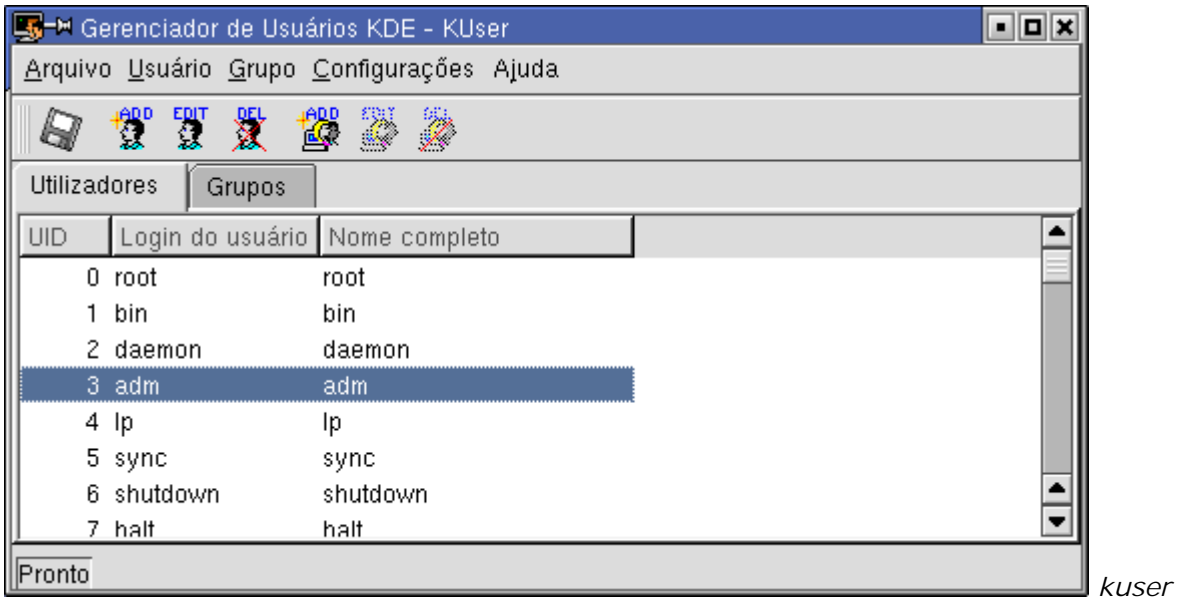 Gerenciador de Usuários KDE - KUser
Arquivo Usuário Grupo Configurações Ajuda
ADD EDIT DEL ADD EDIT DEL
Utilizadores Grupos
UID Login do usuário Nome completo
0 root root
1 bin bin
2 daemon daemon
3 adm adm
4 lp lp
5 sync sync
6 shutdown shutdown
7 halt halt
Pronto
kuser